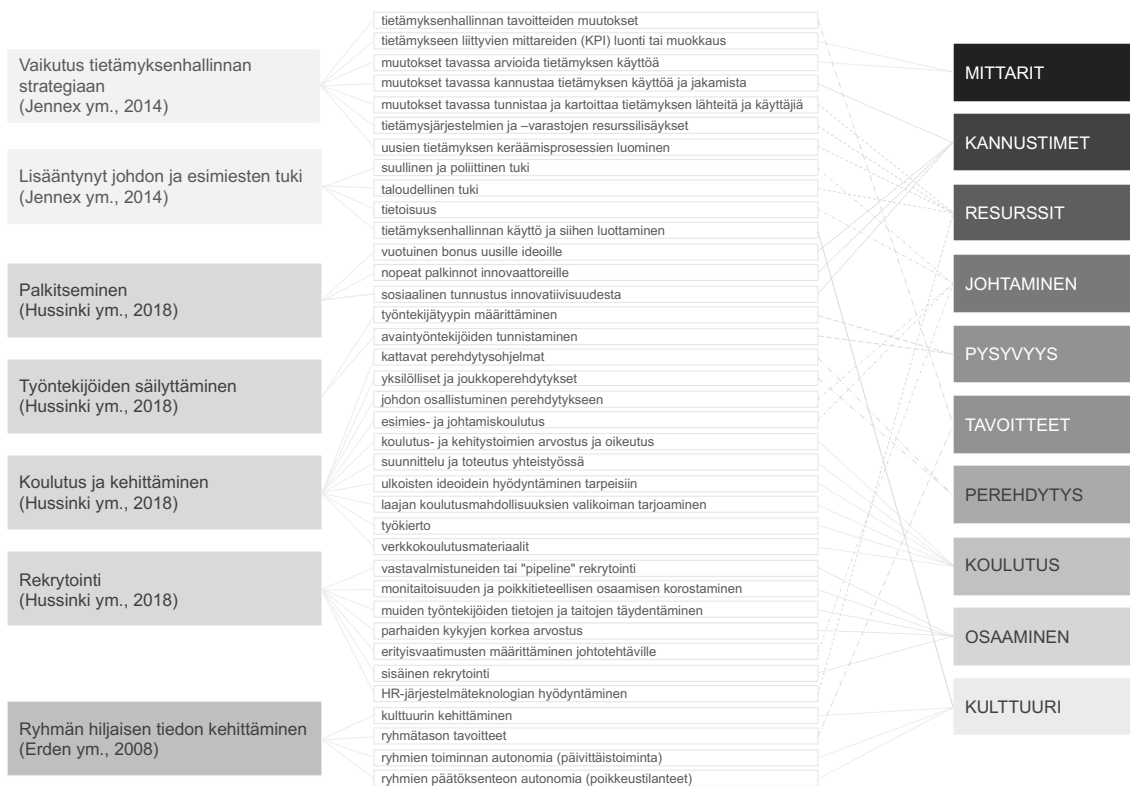 Vaikutus tietämyksenhallinnan
strategiaan
(Jennex ym., 2014)
Lisääntynyt johdon ja esimiesten tuki
(Jennex ym., 2014)
Palkitseminen
(Hussinki ym., 2018)
Työntekijöiden säilyttäminen
(Hussinki ym., 2018)
Koulutus ja kehittäminen
(Hussinki ym., 2018)
Rekrytointi
(Hussinki ym., 2018)
Ryhmän hiljaisen tiedon kehittäminen
(Erden ym., 2008)
tietämyksenhallinnan tavoitteiden muutokset
tietämykseen liittyvien mittareiden (KPI) luonti tai muokkaus
muutokset tavassa arvioida tietämyksen käyttöä
muutokset tavassa kannustaa tietämyksen käyttöä ja jakamista
muutokset tavassa tunnistaa ja kartoittaa tietämyksen lähteitä ja käyttäjiä
tietämysjärjestelmien ja –varastojen resurssilisäykset
uusien tietämyksen keräämisprosessien luominen
suullinen ja poliittinen tuki
taloudellinen tuki
tietoisuus
tietämyksenhallinnan käyttö ja siihen luottaminen
vuotuinen bonus uusille ideoille
nopeat palkinnot innovaattoreille
sosiaalinen tunnustus innovatiivisuudesta
työntekijätyypin määrittäminen
avaintyöntekijöiden tunnistaminen
kattavat perehdytysohjelmat
yksilölliset ja joukkoperehdytykset
johdon osallistuminen perehdytykseen
esimies- ja johtamiskoulutus
koulutus- ja kehitystoimien arvostus ja oikeutus
suunnittelu ja toteutus yhteistyössä
ulkoisten ideoidein hyödyntäminen tarpeisiin
laajan koulutusmahdollisuuksien valikoiman tarjoaminen
työkierto
verkkokoulutusmateriaalit
vastavalmistuneiden tai "pipeline" rekrytointi
monitaitoisuuden ja poikkitieteellisen osaamisen korostaminen
muiden työntekijöiden tietojen ja taitojen täydentäminen
parhaiden kykyjen korkea arvostus
erityisvaatimusten määrittäminen johtotehtäville
sisäinen rekrytointi
HR-järjestelmäteknologian hyödyntäminen
kulttuurin kehittäminen
ryhmätason tavoitteet
ryhmien toiminnan autonomia (päivittäistoiminta)
ryhmien päätöksenteon autonomia (poikkeustilanteet)
MITTARIT
KANNUSTIMET
RESURSSIT
JOHTAMINEN
PYSYVYYS
TAVOITTEET
PEREHDYTYS
KOULUTUS
OSAAMINEN
KULTTUURI